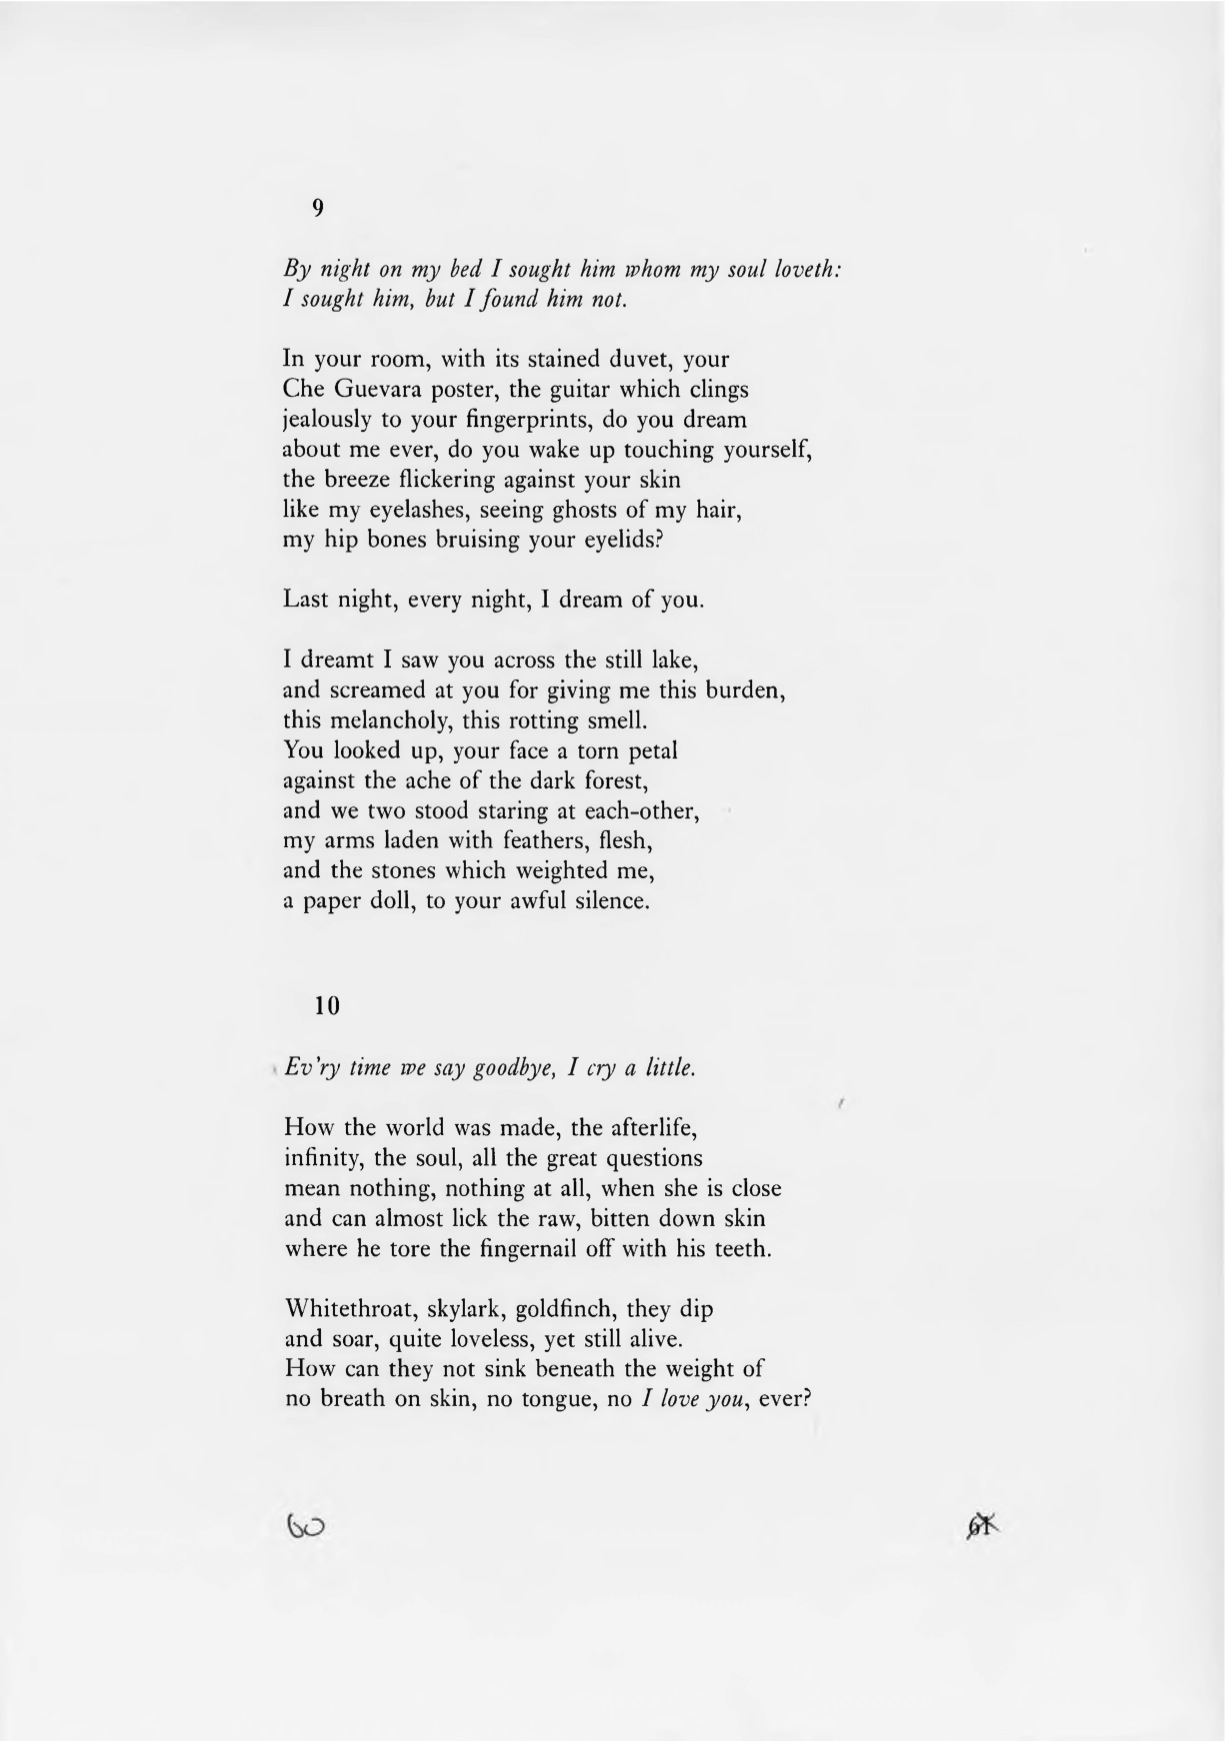 9
By night on my bed I sought him whom my soul loveth:
I sought him, but I found him not.
In your room, with its stained duvet, your
Che Guevara poster, the guitar which clings
jealously to your fingerprints, do you dream
about me ever, do you wake up touching yourself,
the breeze flickering against your skin
like my eyelashes, seeing ghosts of my hair,
my hip bones bruising your eyelids?
Last night, every night, I dream of you.
I dreamt I saw you across the still lake,
and screamed at you for giving me this burden,
this melancholy, this rotting smell.
You looked up, your face a torn petal
against the ache of the dark forest,
and we two stood staring at each-other,
my arms laden with feathers, flesh,
and the stones which weighted me,
a paper doll, to your awful silence.
10
Ev'ry time we say goodbye, I cry a little.
How the world was made, the afterlife,
infinity, the soul, all the great questions
mean nothing, nothing at all, when she is close
and can almost lick the raw, bitten down skin
where he tore the fingernail off with his teeth.
Whitethroat, skylark, goldfinch, they dip
and soar, quite loveless, yet still alive.
How can they not sink beneath the weight of
no breath on skin, no tongue, no I love you, ever?
60 61